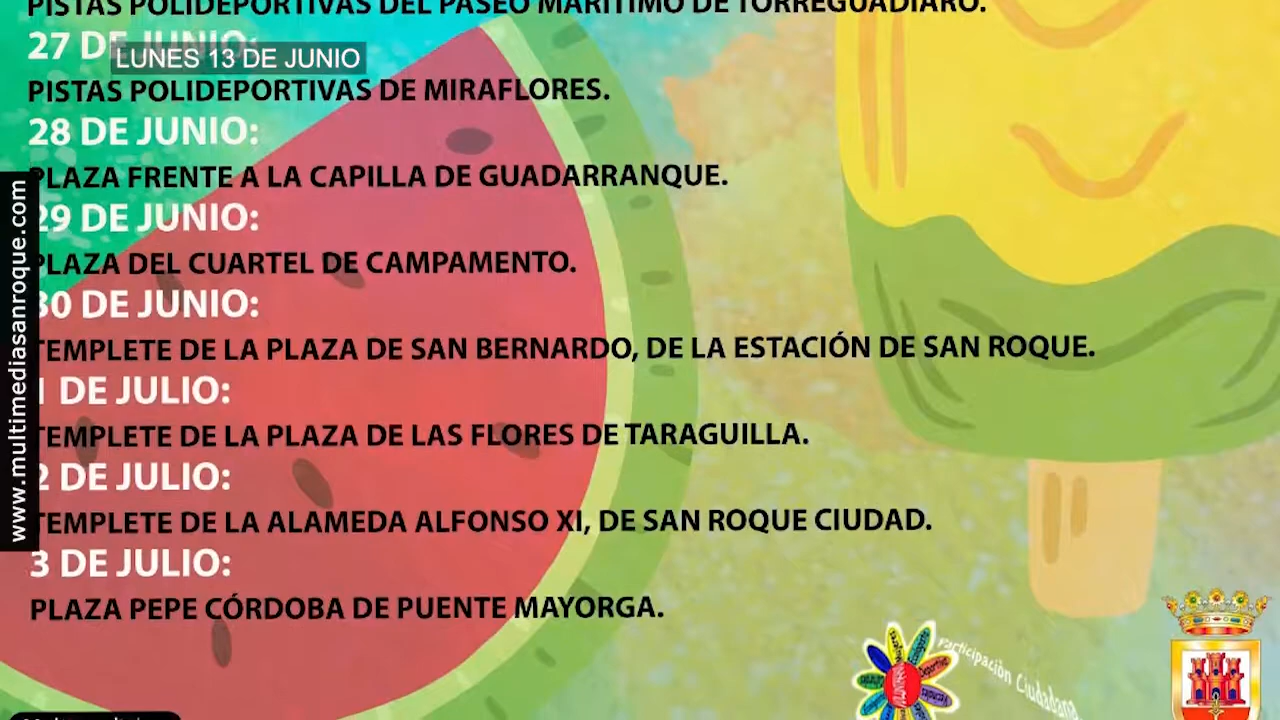 PISTAS POLIDEPORTIVAS DEL PASEO MARÍTIMO DE TORREGUADIARO.
27 DE JUNIO:
LUNES 13 DE JUNIO
PISTAS POLIDEPORTIVAS DE MIRAFLORES.
28 DE JUNIO:
PLAZA FRENTE A LA CAPILLA DE GUADARRANQUE.
29 DE JUNIO:
PLAZA DEL CUARTEL DE CAMPAMENTO.
30 DE JUNIO:
TEMPLETE DE LA PLAZA DE SAN BERNARDO, DE LA ESTACIÓN DE SAN ROQUE.
1 DE JULIO:
TEMPLETE DE LA PLAZA DE LAS FLORES DE TARAGUILLA.
2 DE JULIO:
TEMPLETE DE LA ALAMEDA ALFONSO XI, DE SAN ROQUE CIUDAD.
3 DE JULIO:
PLAZA PEPE CÓRDOBA DE PUENTE MAYORGA.
www.multimediasanroque.com
Participación Ciudadana